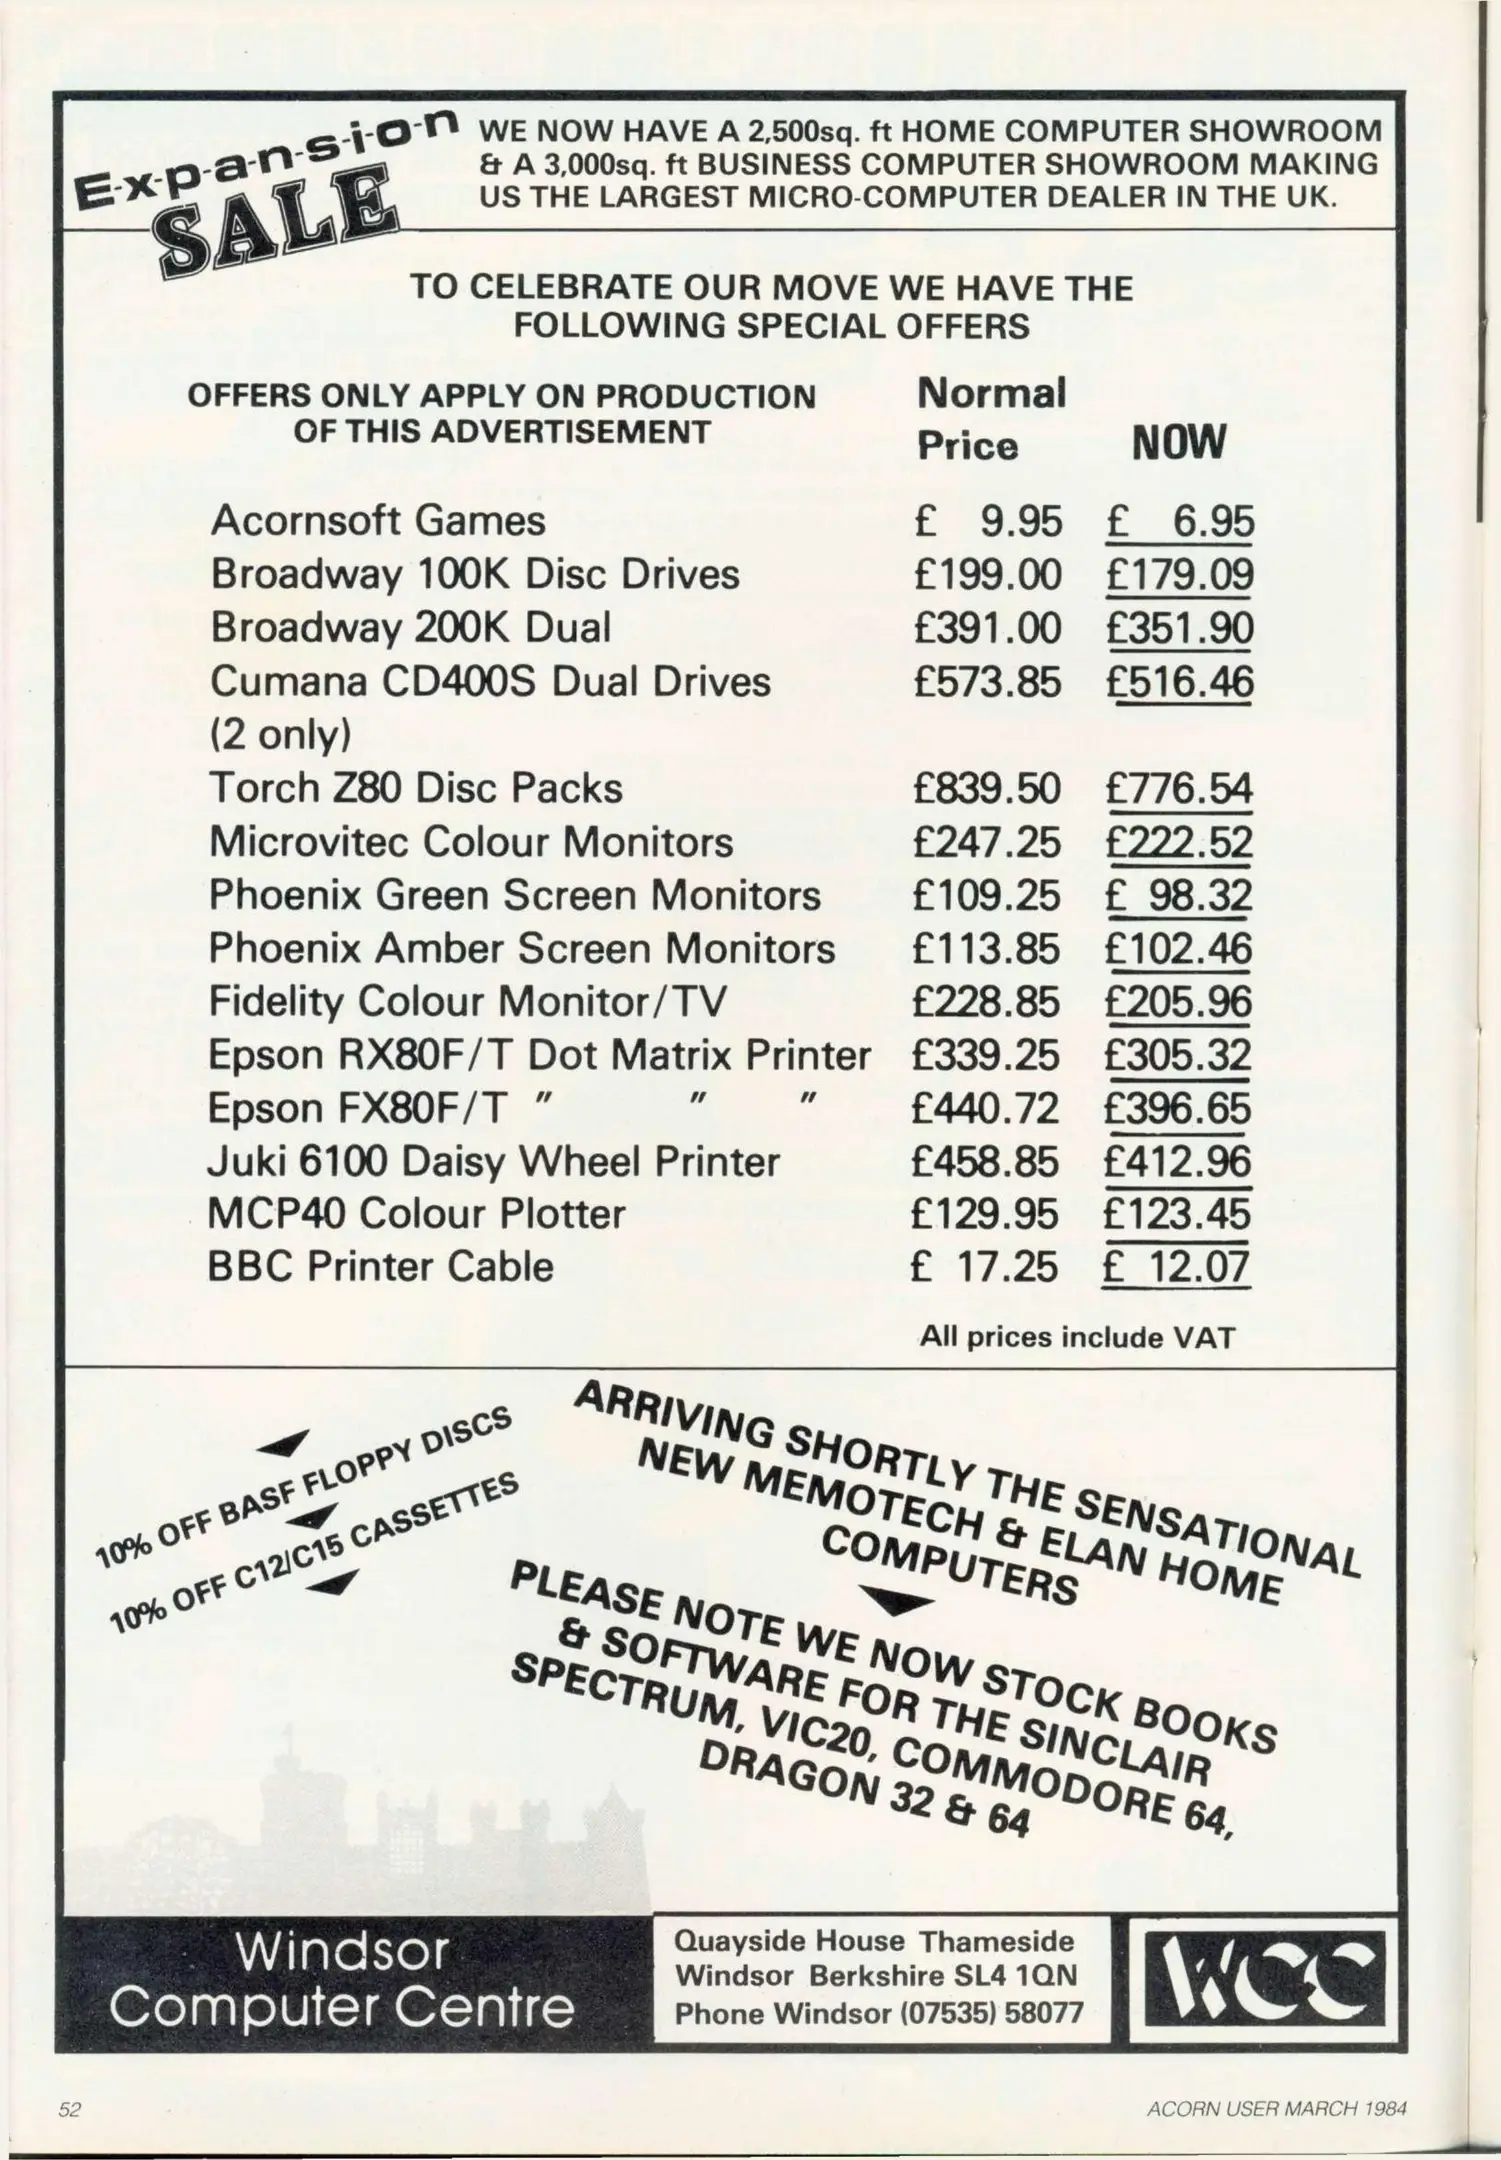 E-x-p-a-n-s-i-o-n
SALE
WE NOW HAVE A 2,500sq. ft HOME COMPUTER SHOWROOM
& A 3,000sq. ft BUSINESS COMPUTER SHOWROOM MAKING
US THE LARGEST MICRO-COMPUTER DEALER IN THE UK.
TO CELEBRATE OUR MOVE WE HAVE THE
FOLLOWING SPECIAL OFFERS
OFFERS ONLY APPLY ON PRODUCTION
OF THIS ADVERTISEMENT
Normal
Price NOW
Acornsoft Games £ 9.95 £ 6.95
Broadway 100K Disc Drives £199.00 £179.09
Broadway 200K Dual £391.00 £351.90
Cumana CD400S Dual Drives £573.85 £516.46
(2 only)
Torch Z80 Disc Packs £839.50 £776.54
Microvitec Colour Monitors £247.25 £222.52
Phoenix Green Screen Monitors £109.25 £ 98.32
Phoenix Amber Screen Monitors £113.85 £102.46
Fidelity Colour Monitor/TV £228.85 £205.96
Epson RX80F/T Dot Matrix Printer £339.25 £305.32
Epson FX80F/T " " " £440.72 £396.65
Juki 6100 Daisy Wheel Printer £458.85 £412.96
MCP40 Colour Plotter £129.95 £123.45
BBC Printer Cable £ 17.25 £ 12.07
All prices include VAT
10% OFF BASF FLOPPY DISCS
10% OFF C12/C15 CASSETTES
ARRIVING SHORTLY THE SENSATIONAL
NEW MEMOTECH & ELAN HOME
COMPUTERS
PLEASE NOTE WE NOW STOCK BOOKS
& SOFTWARE FOR THE SINCLAIR
SPECTRUM, VIC20, COMMODORE 64,
DRAGON 32 & 64
Windsor
Computer Centre
Quayside House Thameside
Windsor Berkshire SL4 1QN
Phone Windsor (07535) 58077
WCC
52
ACORN USER MARCH 1984